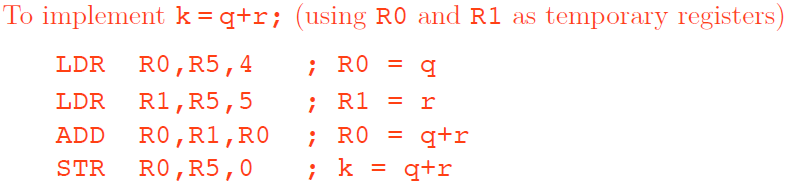 To implement k = q+r; (using R0 and R1 as temporary registers)
LDR R0,R5,4 ; R0 = q
LDR R1,R5,5 ; R1 = r
ADD R0,R1,R0 ; R0 = q+r
STR R0,R5,0 ; k = q+r